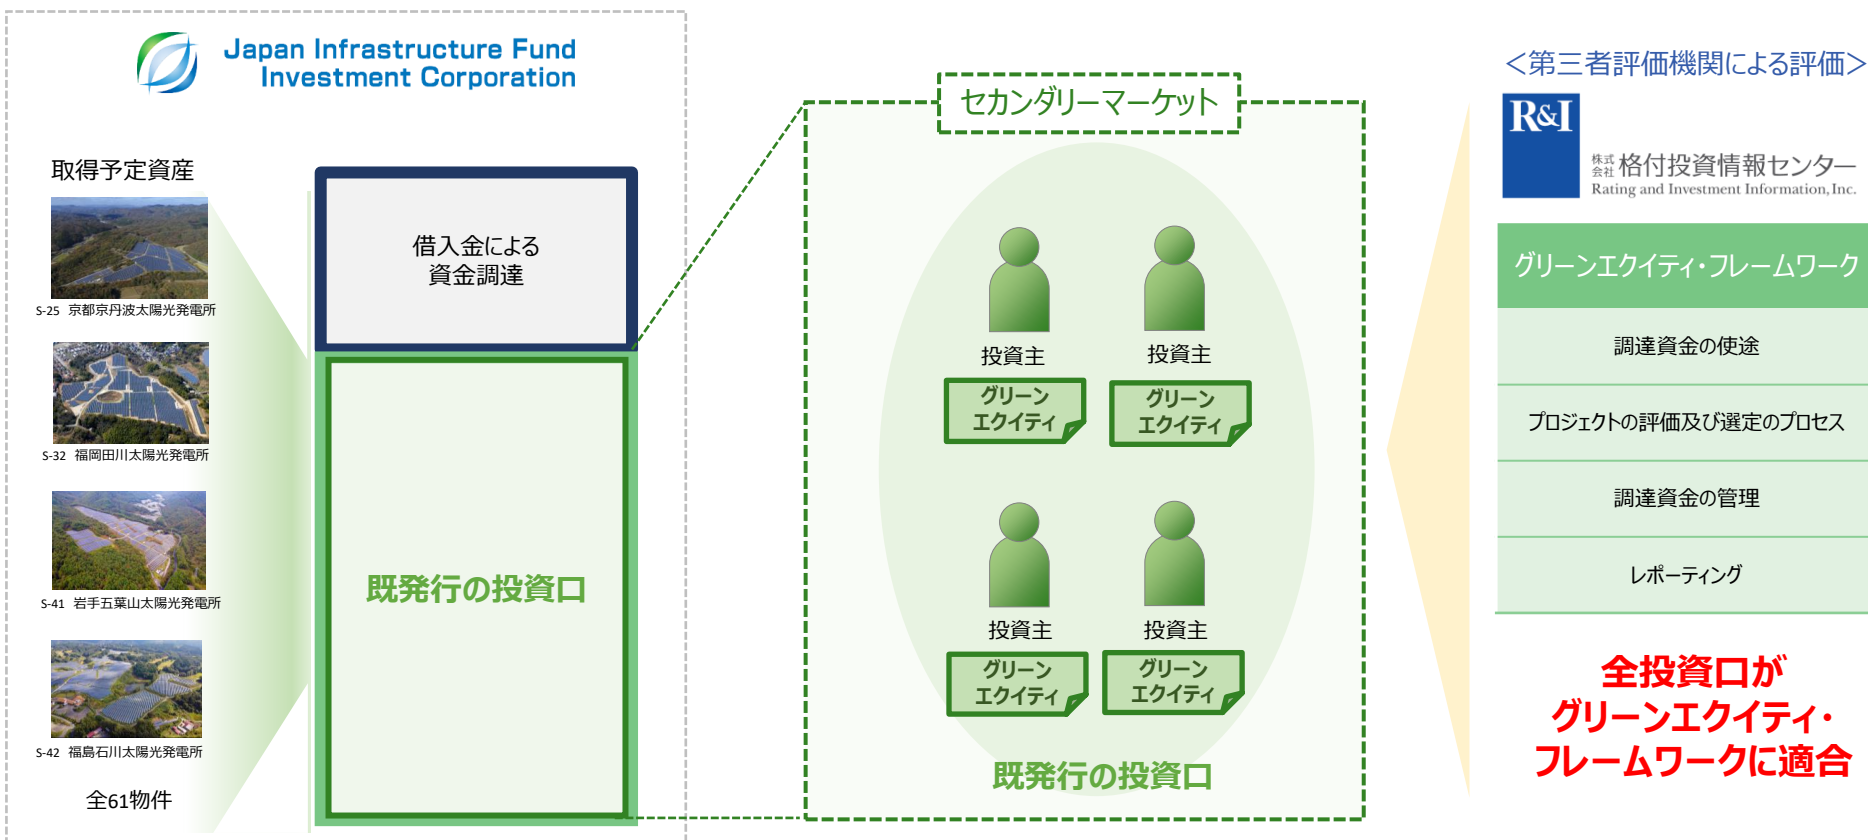 Japan Infrastructure Fund
Investment Corporation
取得予定資産
S-25 京都京丹波太陽光発電所
S-32 福岡田川太陽光発電所
S-41 岩手五葉山太陽光発電所
S-42 福島石川太陽光発電所
全61物件
借入金による
資金調達
既発行の投資口
セカンダリーマーケット
投資主
グリーン
エクイティ
投資主
グリーン
エクイティ
投資主
グリーン
エクイティ
投資主
グリーン
エクイティ
既発行の投資口
<第三者評価機関による評価>
R&I
株式会社 格付投資情報センター
Rating and Investment Information, Inc.
グリーンエクイティ・フレームワーク
調達資金の使途
プロジェクトの評価及び選定のプロセス
調達資金の管理
レポーティング
全投資口が
グリーンエクイティ・
フレームワークに適合